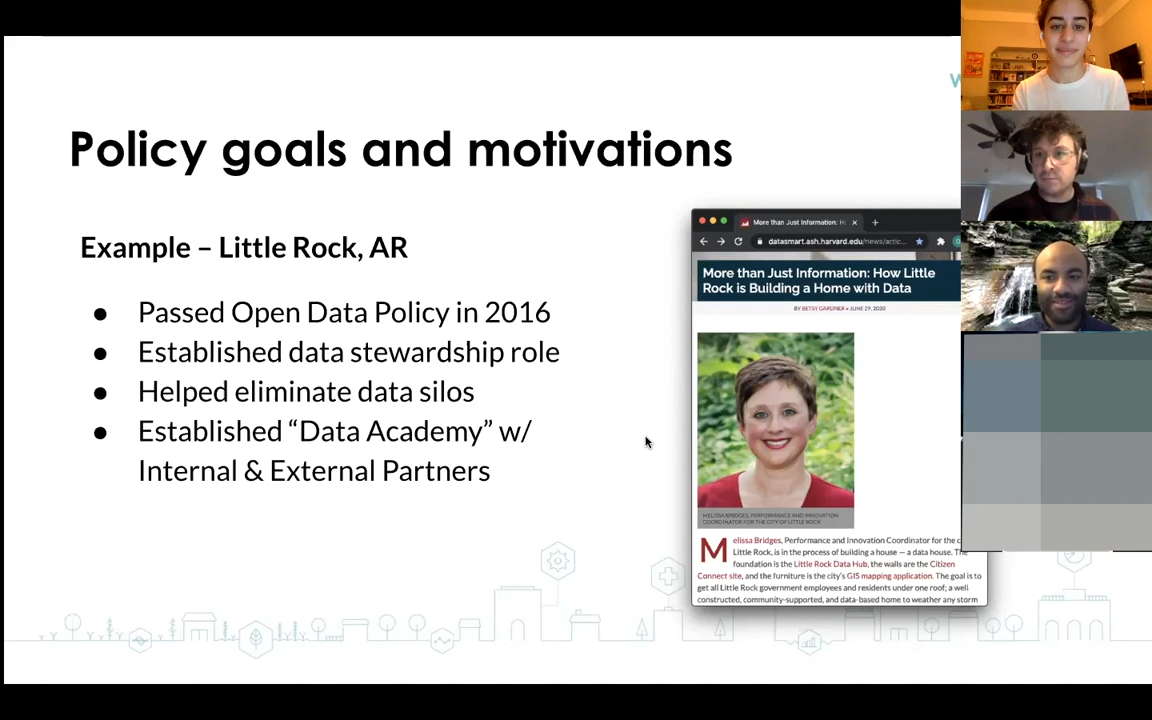 Policy goals and motivations
Example – Little Rock, AR
● Passed Open Data Policy in 2016
● Established data stewardship role
● Helped eliminate data silos
● Established “Data Academy” w/
Internal & External Partners
More than Just Information: H
datasmart.ash.harvard.edu/news/artic...
More than Just Information: How Little
Rock is Building a Home with Data
BY BETSY GARDNER • JUNE 29, 2020
MELISSA BRIDGES, PERFORMANCE AND INNOVATION
COORDINATOR FOR THE CITY OF LITTLE ROCK
Melissa Bridges, Performance and Innovation Coordinator for the
Little Rock, is in the process of building a house — a data house. The
foundation is the Little Rock Data Hub, the walls are the Citizen
Connect site, and the furniture is the city's GIS mapping application. The goal is to
get all Little Rock government employees and residents under one roof; a well
constructed, community-supported, and data-based home to weather any storm